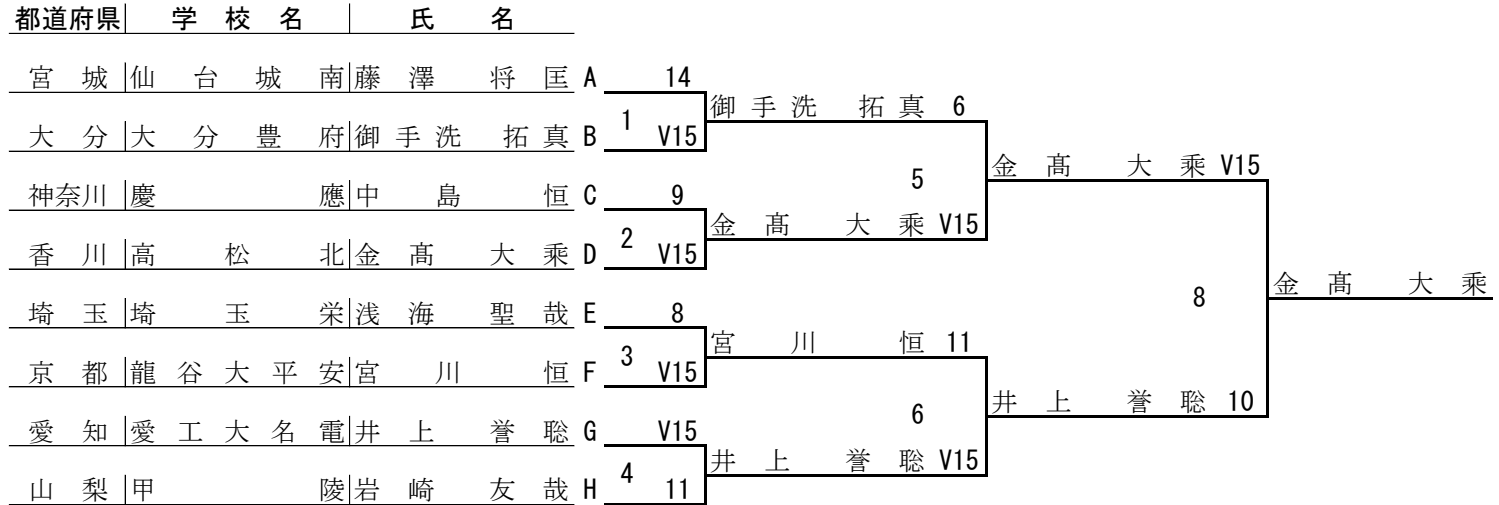 都道府県 学校名 氏名
宮城 仙台城南 藤澤将匡 A 14
御手洗拓真 6
大分 大分豊府 御手洗拓真 B 1 V15
金髙大乗 V15
5
神奈川 慶應 中島恒 C 9
金髙大乗 V15
香川 高松北 金髙大乗 D 2 V15
金髙大乗
8
埼玉 埼玉栄 浅海聖哉 E 8
宮川恒 11
京都 龍谷大平安 宮川恒 F 3 V15
井上誉聡 10
6
愛知 愛工大名電 井上誉聡 G V15
井上誉聡 V15
山梨 甲陵 岩崎友哉 H 4 11